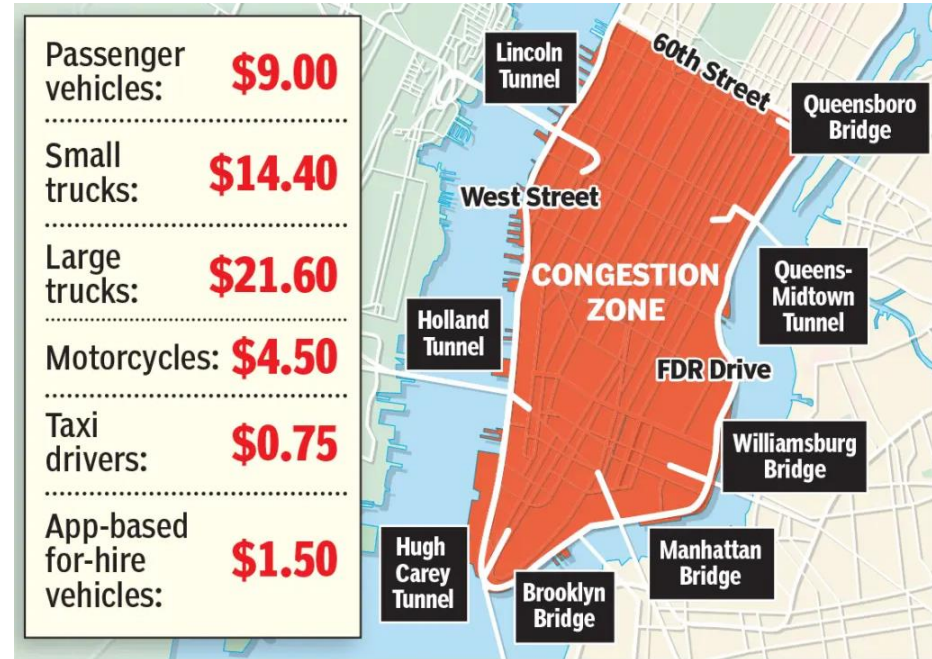 Passenger
vehicles: $9.00
Small
trucks: $14.40
Large
trucks: $21.60
Motorcycles: $4.50
Taxi
drivers: $0.75
App-based
for-hire
vehicles: $1.50
Lincoln
Tunnel
60th Street
Queensboro
Bridge
West Street
CONGESTION
ZONE
Queens-
Midtown
Tunnel
Holland
Tunnel
FDR Drive
Williamsburg
Bridge
Hugh
Carey
Tunnel
Manhattan
Bridge
Brooklyn
Bridge